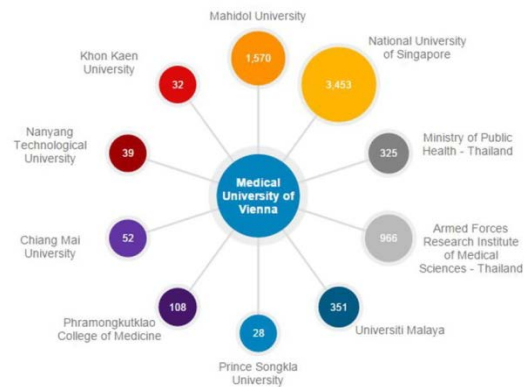 Mahidol University
1,570
National University
of Singapore
3,453
Khon Kaen
University
32
Ministry of Public
Health - Thailand
325
Nanyang
Technological
University
39
Medical
University of
Vienna
Armed Forces
Research Institute
of Medical
Sciences - Thailand
966
Chiang Mai
University
52
Phramongkutklao
College of Medicine
108
Universiti Malaya
351
28
Prince Songkla
University